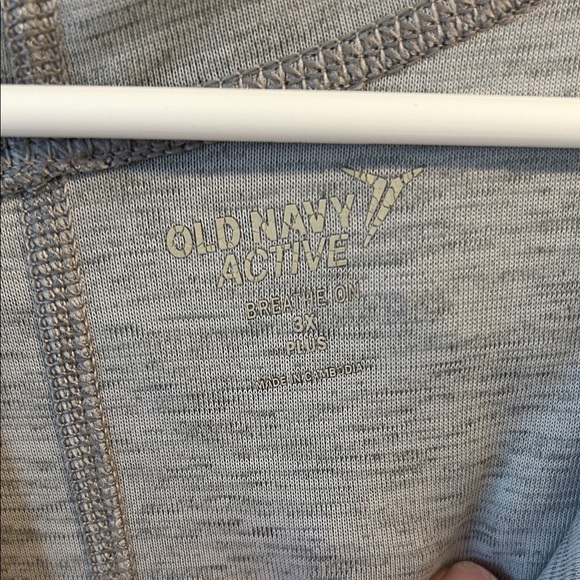 OLD NAVY
ACTIVE
BREATHE ON
3X
PLUS
MADE IN CAMBODIA